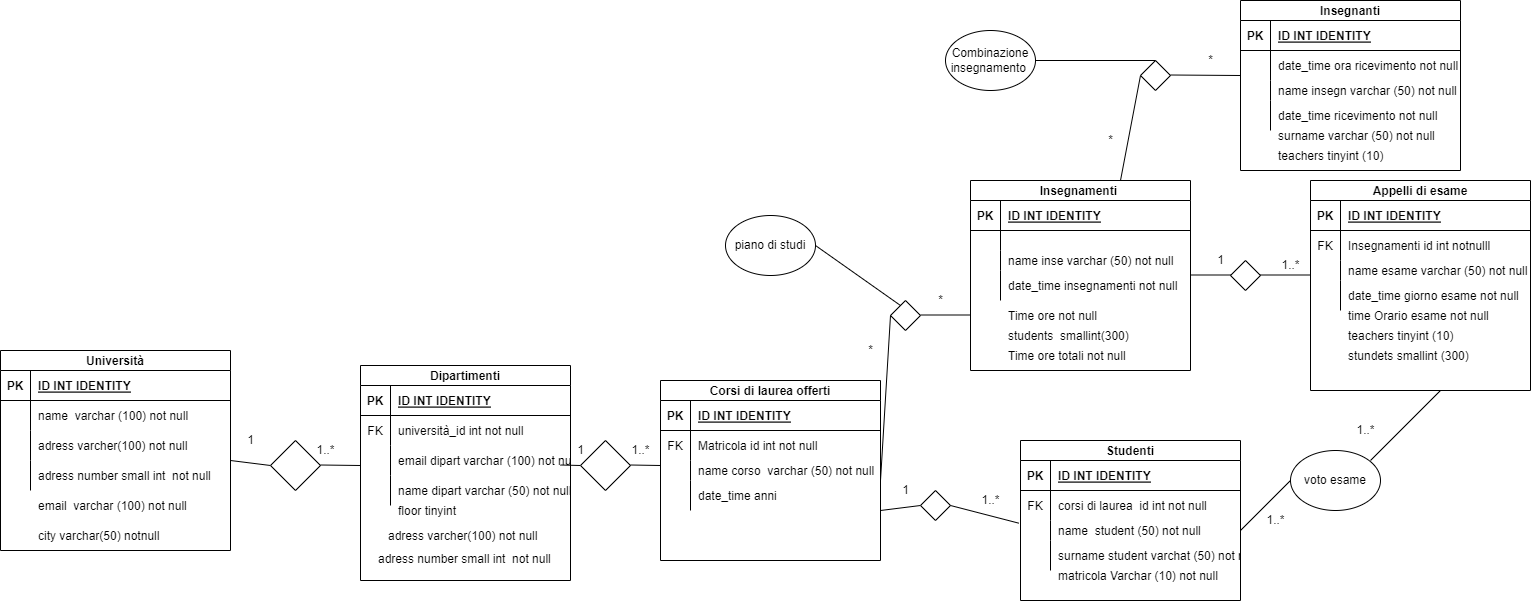 Insegnanti
PK ID INT IDENTITY
date_time ora ricevimento not null
name insegn varchar (50) not null
date_time ricevimento not null
surname varchar (50) not null
teachers tinyint (10)
Combinazione
insegnamento
*
*
Insegnamenti
PK ID INT IDENTITY
name inse varchar (50) not null
date_time insegnamenti not null
Time ore not null
students smallint(300)
Time ore totali not null
1
1..*
Appelli di esame
PK ID INT IDENTITY
FK Insegnamenti id int notnulll
name esame varchar (50) not null
date_time giorno esame not null
time Orario esame not null
teachers tinyint (10)
stundets smallint (300)
piano di studi
*
*
Università
PK ID INT IDENTITY
name varchar (100) not null
adress varcher(100) not null
adress number small int not null
email varchar (100) not null
city varchar(50) notnull
1
1..*
Dipartimenti
PK ID INT IDENTITY
FK università_id int not null
email dipart varchar (100) not nu
name dipart varchar (50) not null
floor tinyint
adress varcher(100) not null
adress number small int not null
1
1..*
Corsi di laurea offerti
PK ID INT IDENTITY
FK Matricola id int not null
name corso varchar (50) not null
date_time anni
1
1..*
Studenti
PK ID INT IDENTITY
FK corsi di laurea id int not null
name student (50) not null
surname student varchat (50) not
matricola Varchar (10) not null
1..*
voto esame
1..*